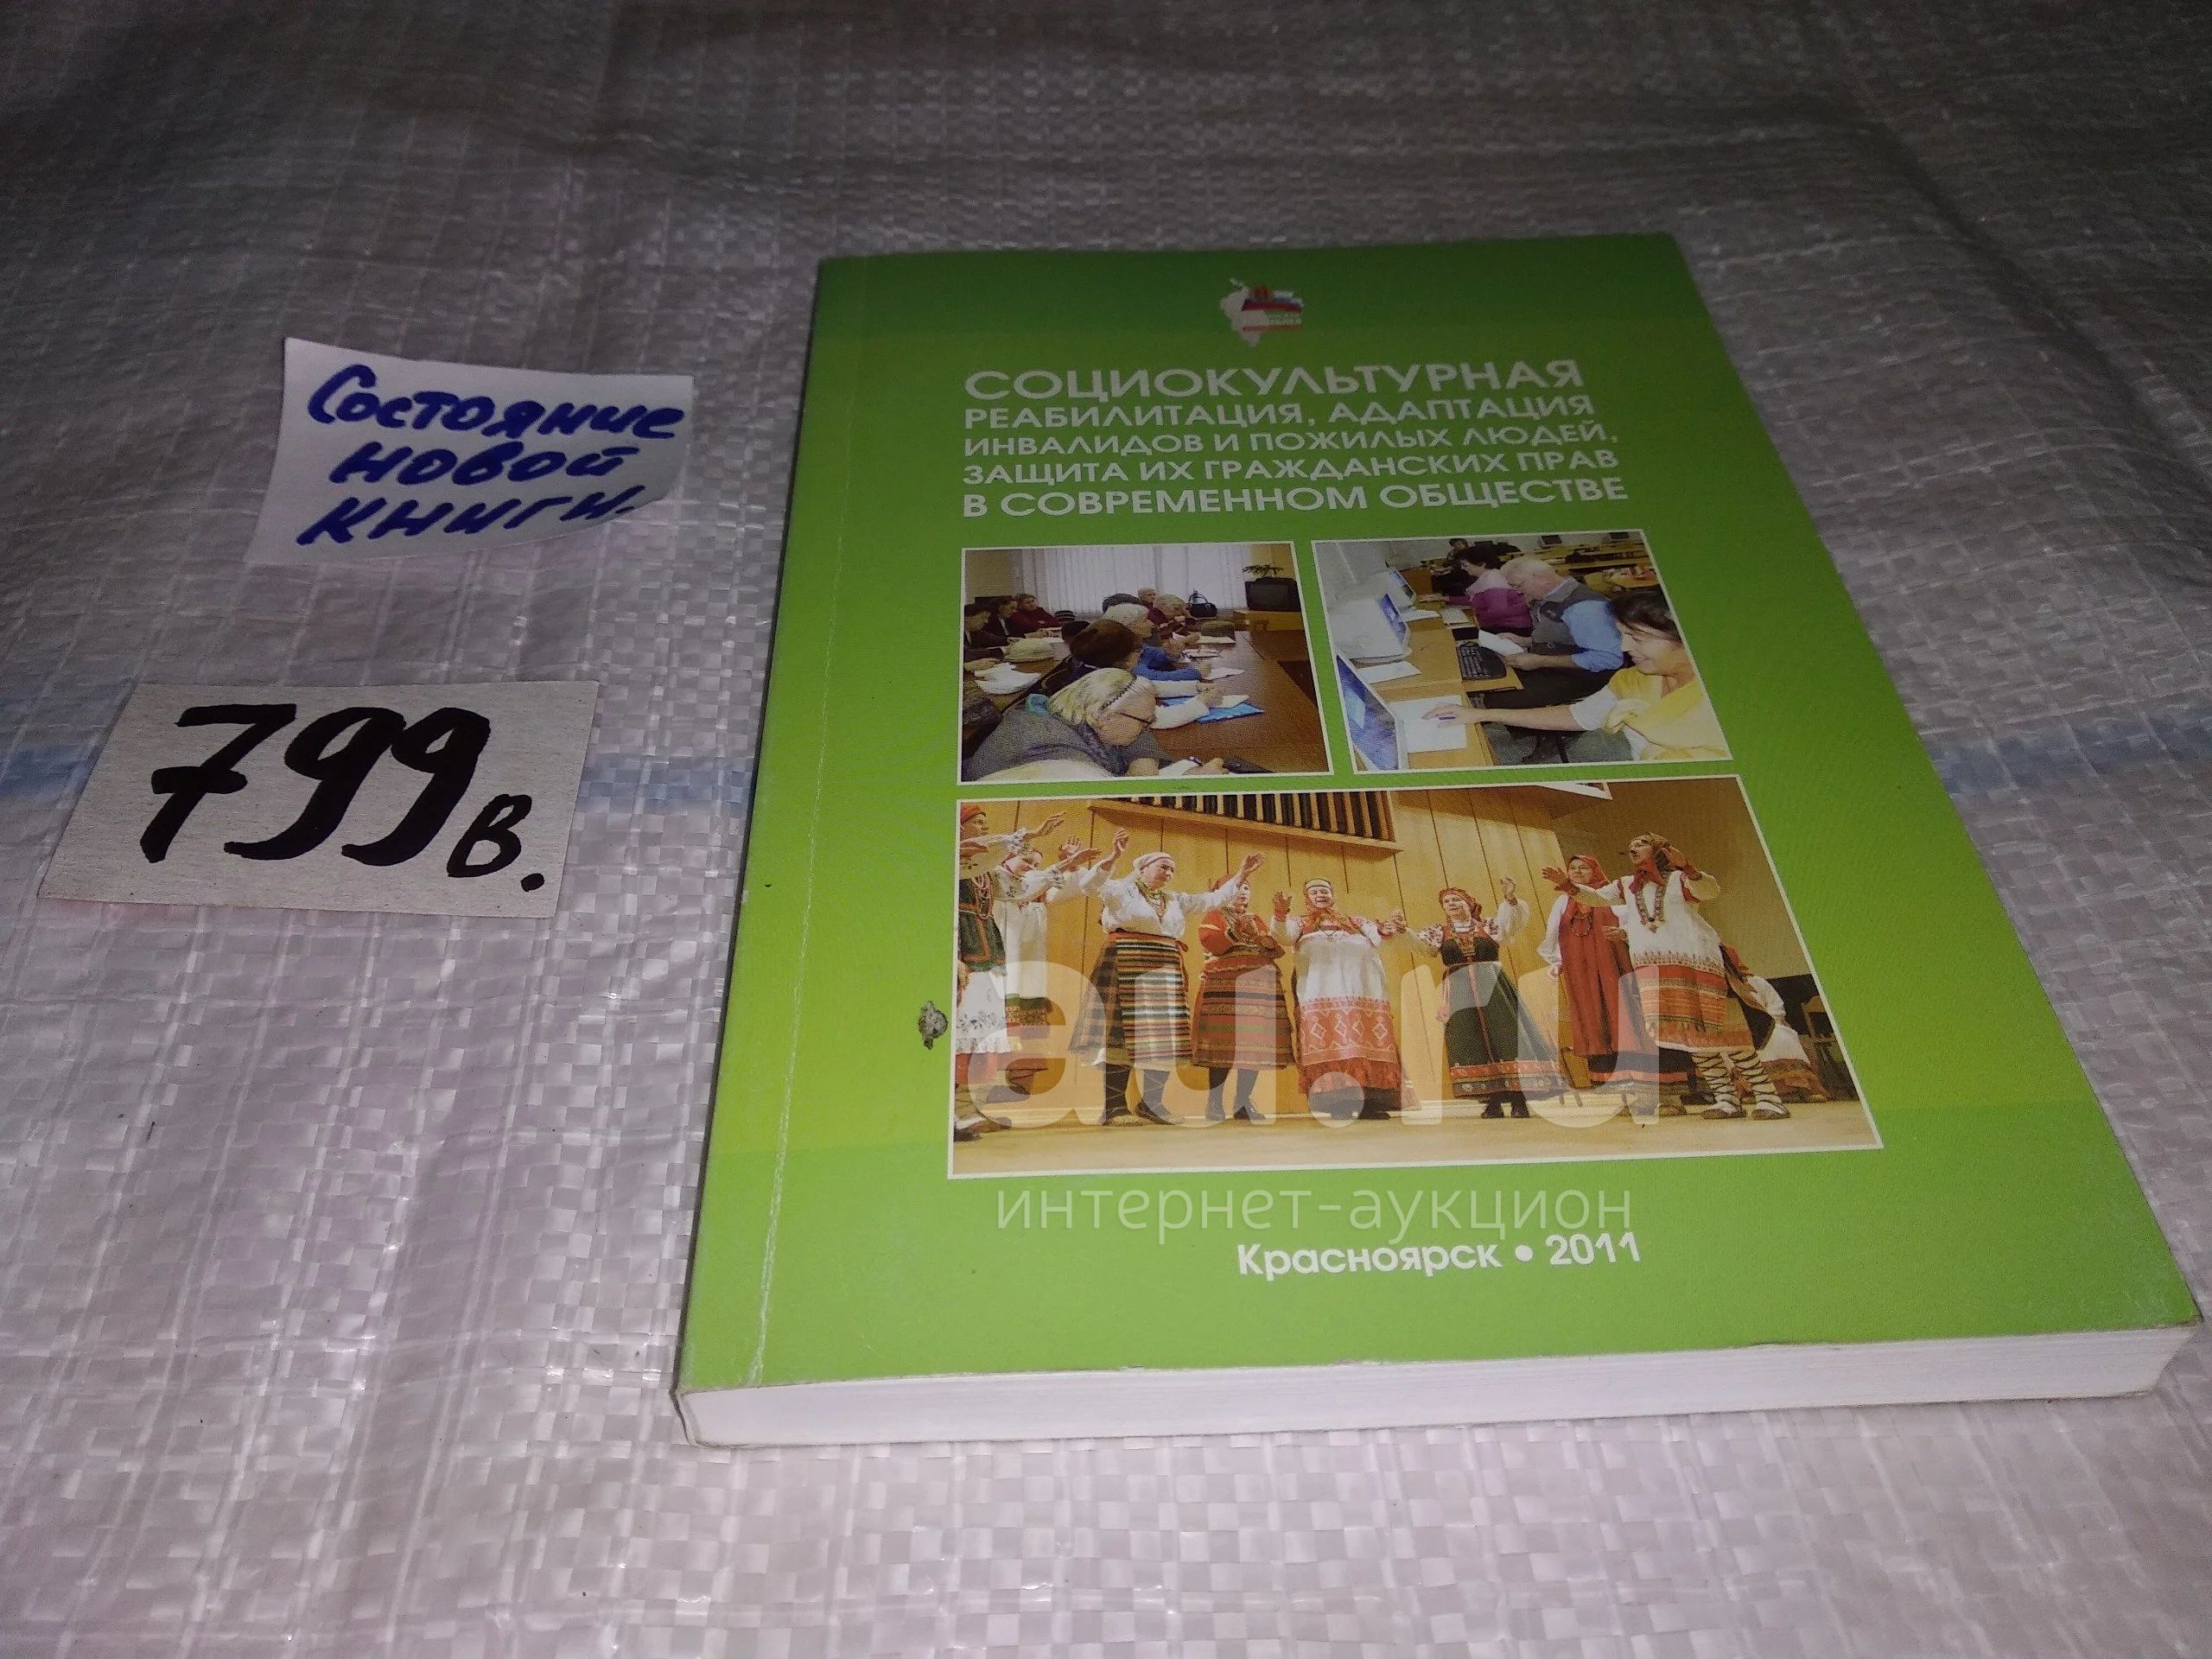 Состояние
новой
книги.
799в.
СОЦИОКУЛЬТУРНАЯ
РЕАБИЛИТАЦИЯ, АДАПТАЦИЯ
ИНВАЛИДОВ И ПОЖИЛЫХ ЛЮДЕЙ,
ЗАЩИТА ИХ ГРАЖДАНСКИХ ПРАВ
В СОВРЕМЕННОМ ОБЩЕСТВЕ
au.ru
интернет-аукцион
Красноярск • 2011